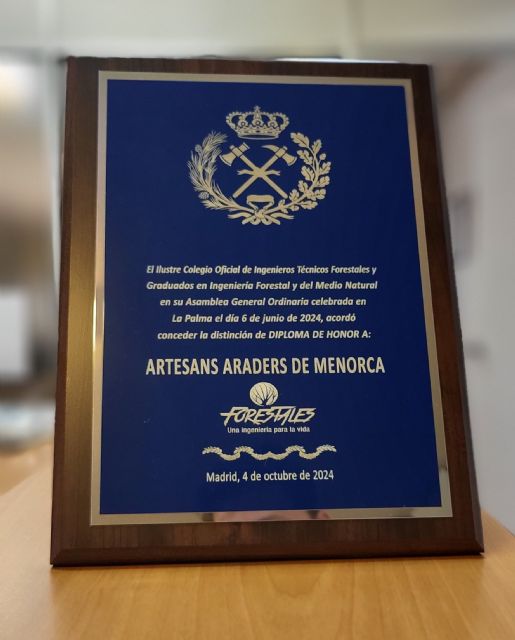 El Ilustre Colegio Oficial de Ingenieros Técnicos Forestales y
Graduados en Ingeniería Forestal y del Medio Natural
en su Asamblea General Ordinaria celebrada en
La Palma el día 6 de junio de 2024, acordó
conceder la distinción de DIPLOMA DE HONOR A:
ARTESANS ARADERS DE MENORCA
FORESTALES
Una ingeniería para la vida
Madrid, 4 de octubre de 2024